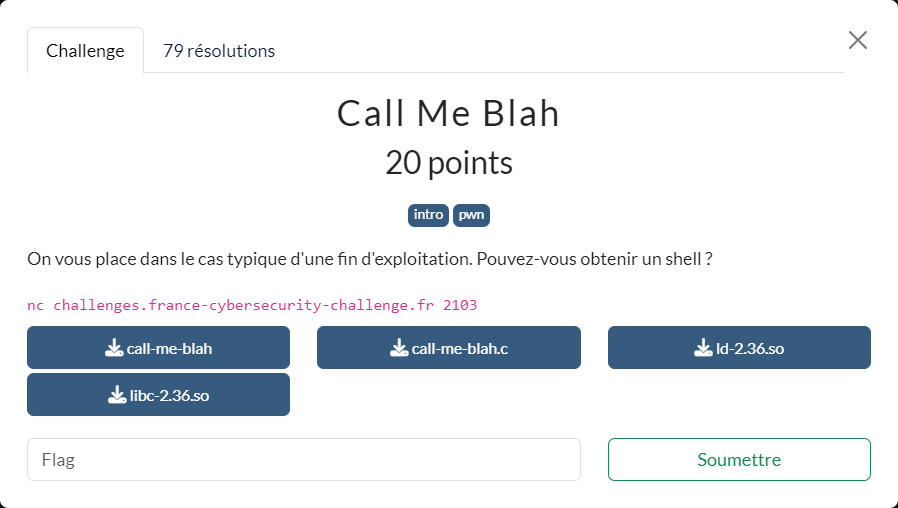 Challenge
79 résolutions
Call Me Blah
20 points
intro pwn
On vous place dans le cas typique d'une fin d'exploitation. Pouvez-vous obtenir un shell ?
nc challenges.france-cybersecurity-challenge.fr 2103
call-me-blah
call-me-blah.c
ld-2.36.so
libc-2.36.so
Flag
Soumettre